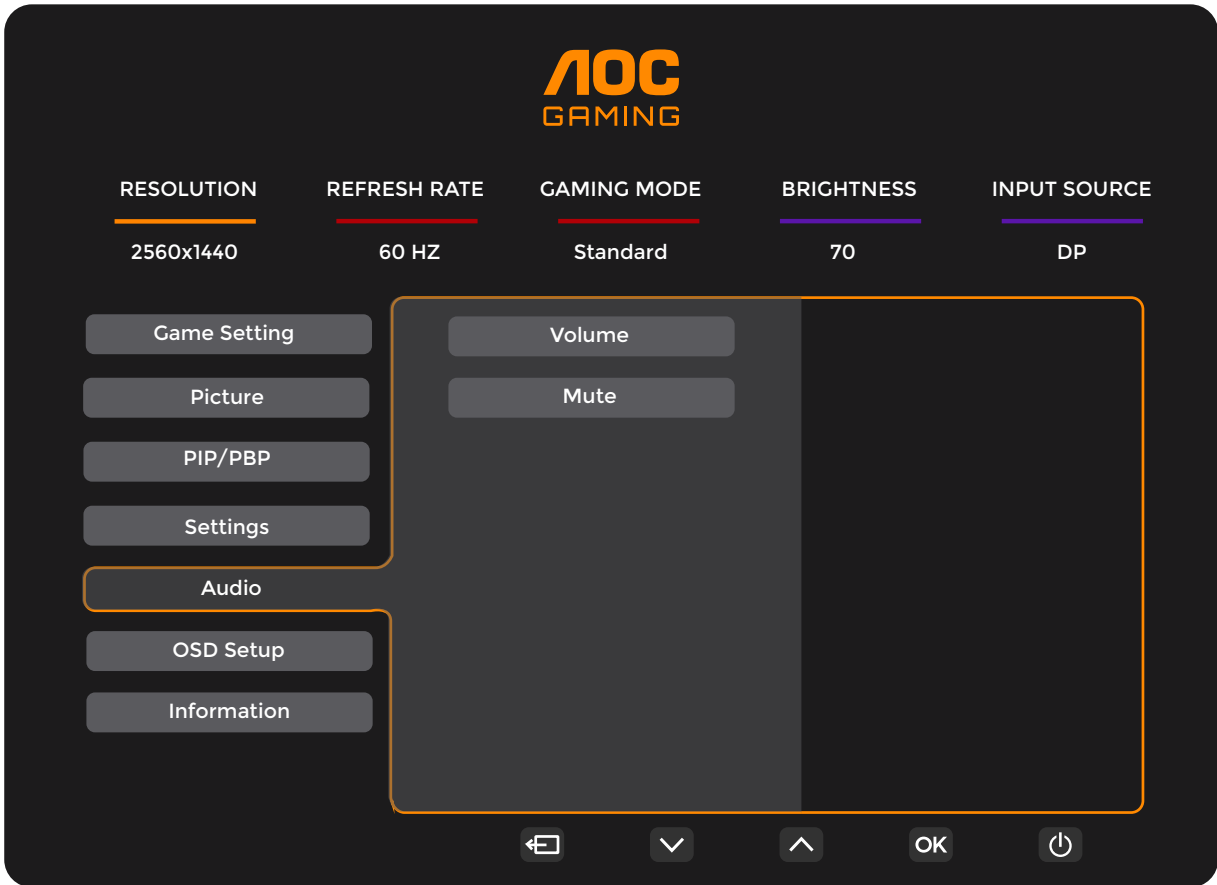 AOC
GAMING
RESOLUTION REFRESH RATE GAMING MODE BRIGHTNESS INPUT SOURCE
2560x1440 60 HZ Standard 70 DP
Game Setting
Picture
PIP/PBP
Settings
Audio
OSD Setup
Information
Volume
Mute
OK